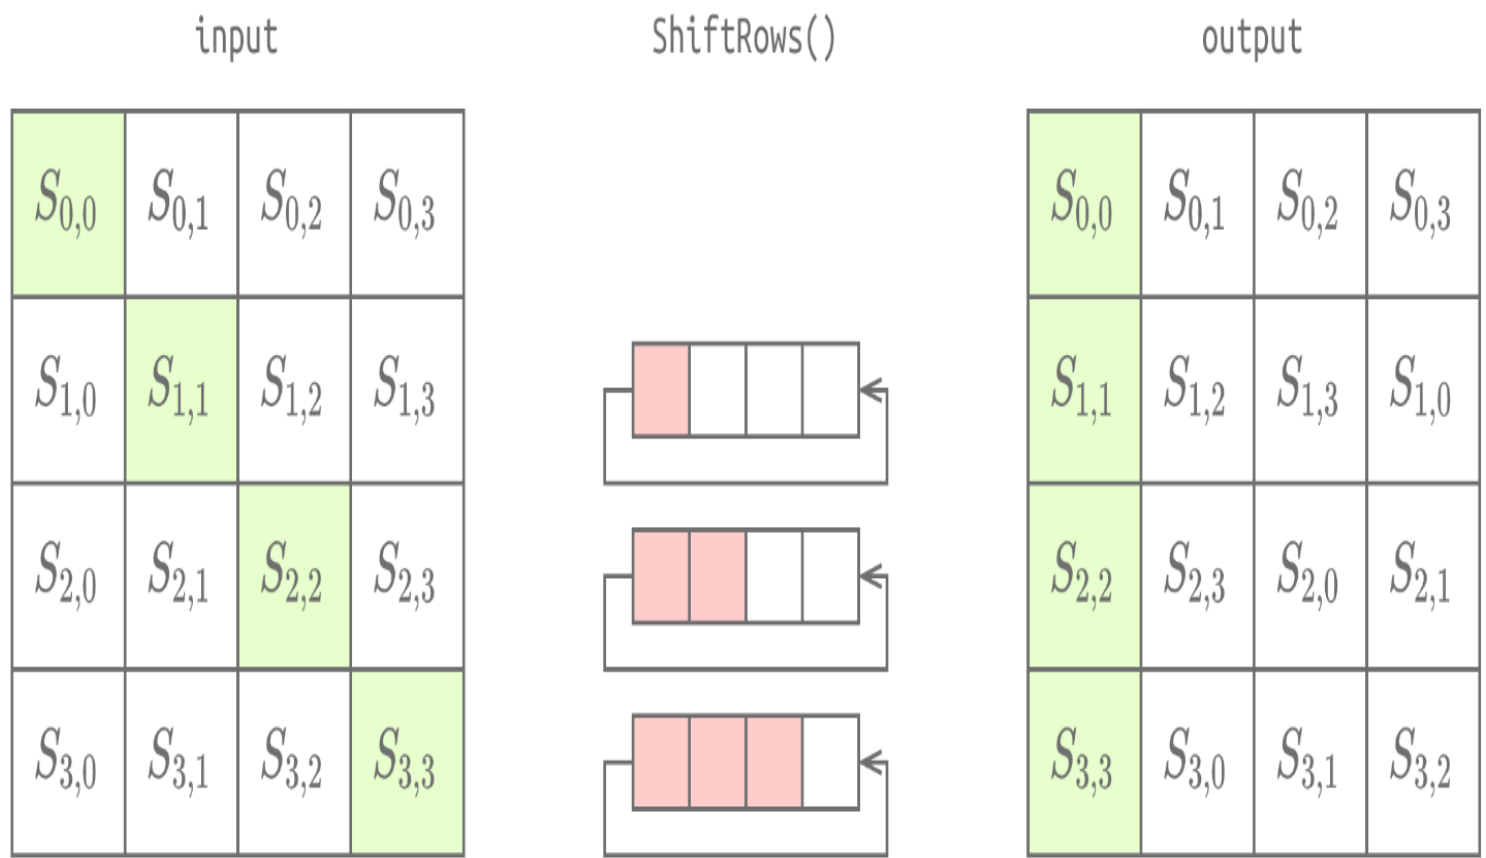 input ShiftRows() output
S0,0 S0,1 S0,2 S0,3 S0,0 S0,1 S0,2 S0,3
S1,0 S1,1 S1,2 S1,3 S1,1 S1,2 S1,3 S1,0
S2,0 S2,1 S2,2 S2,3 S2,2 S2,3 S2,0 S2,1
S3,0 S3,1 S3,2 S3,3 S3,3 S3,0 S3,1 S3,2